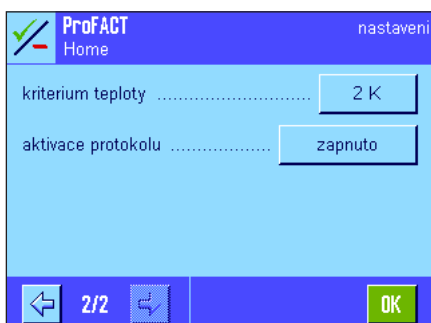 ProFACT
nastaveni
Home
kriterium teploty ............................ 2 K
aktivace protokolu ................... zapnuto
2/2
OK